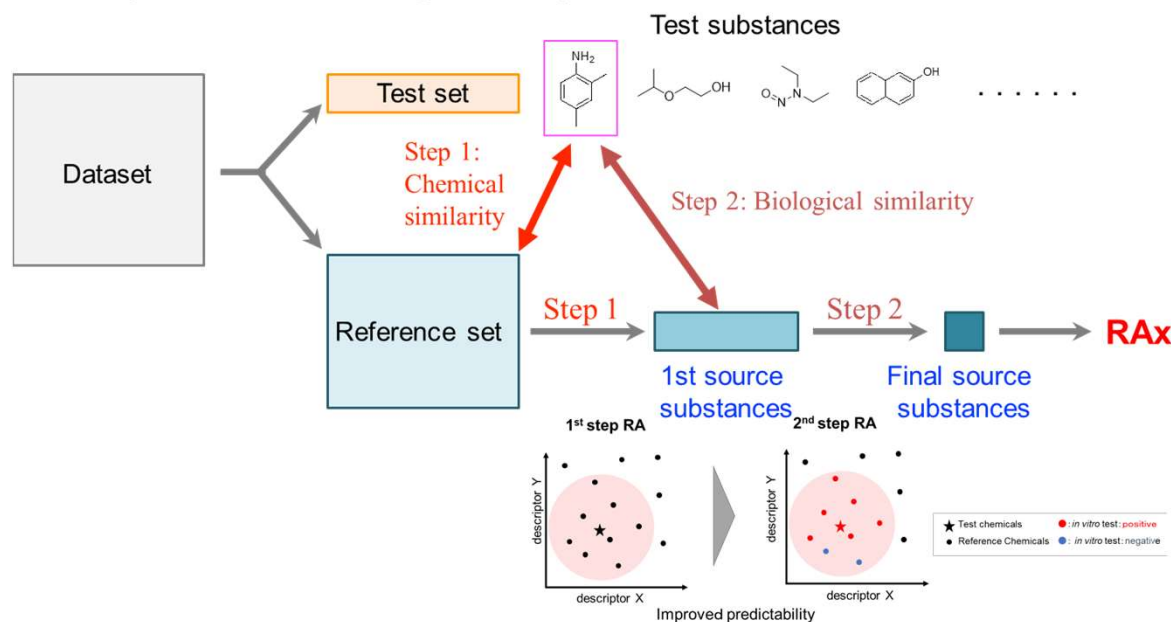 Test substances
NH2
OH
O
O
N
N
OH
. . . . . .
Test set
Dataset
Step 1:
Chemical
similarity
Step 2: Biological similarity
Reference set
Step 1
Step 2
RAx
1st source
substances
Final source
substances
1st step RA
2nd step RA
descriptor Y
descriptor X
descriptor Y
descriptor X
Improved predictability
Test chemicals
: in vitro test: positive
Reference Chemicals
: in vitro test: negative